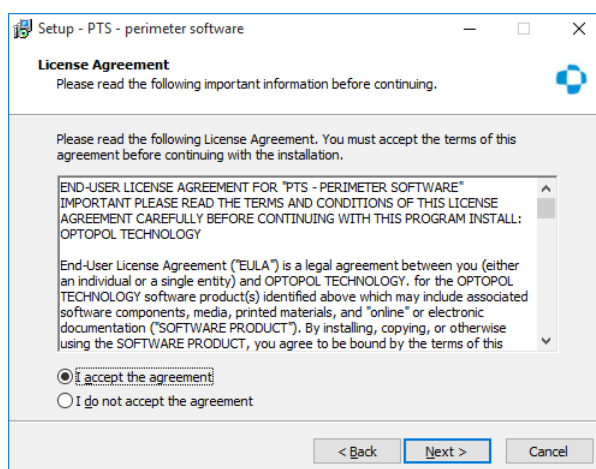 Setup - PTS - perimeter software
License Agreement
Please read the following important information before continuing.
Please read the following License Agreement. You must accept the terms of this
agreement before continuing with the installation.
END-USER LICENSE AGREEMENT FOR "PTS - PERIMETER SOFTWARE"
IMPORTANT PLEASE READ THE TERMS AND CONDITIONS OF THIS LICENSE
AGREEMENT CAREFULLY BEFORE CONTINUING WITH THIS PROGRAM INSTALL:
OPTOPOL TECHNOLOGY
End-User License Agreement ("EULA") is a legal agreement between you (either
an individual or a single entity) and OPTOPOL TECHNOLOGY. for the OPTOPOL
TECHNOLOGY software product(s) identified above which may include associated
software components, media, printed materials, and "online" or electronic
documentation ("SOFTWARE PRODUCT"). By installing, copying, or otherwise
using the SOFTWARE PRODUCT, you agree to be bound by the terms of this
I accept the agreement
I do not accept the agreement
< Back Next > Cancel